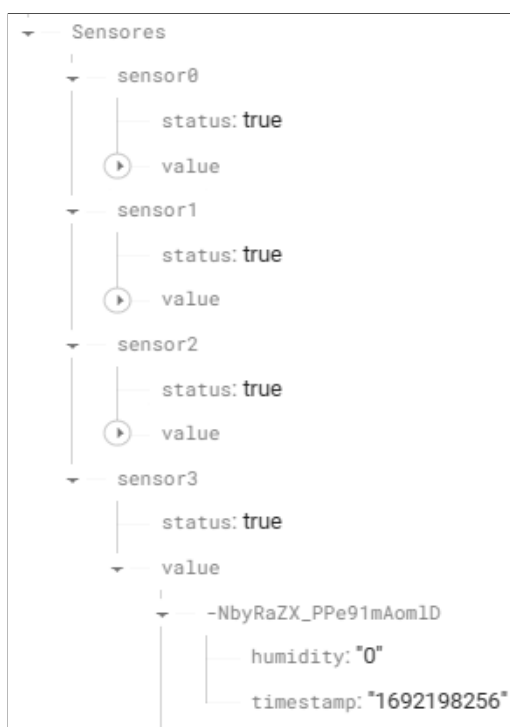 Sensores
sensor0
status: true
value
sensor1
status: true
value
sensor2
status: true
value
sensor3
status: true
value
-NbyRaZX_PPe91mAomlD
humidity: "0"
timestamp: "1692198256"